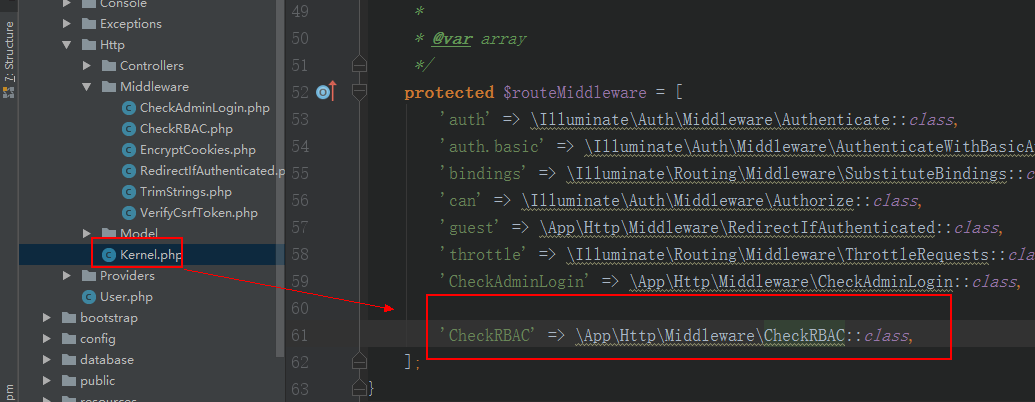 Console
Exceptions
Http
Controllers
Middleware
CheckAdminLogin.php
CheckRBAC.php
EncryptCookies.php
RedirectIfAuthenticated.p
TrimStrings.php
VerifyCsrfToken.php
Model
Kernel.php
Providers
User.php
bootstrap
config
database
public
resources
7: Structure
pm
49 *
50 * @var array
51 */
52 protected $routeMiddleware = [
53 'auth' => \Illuminate\Auth\Middleware\Authenticate::class,
54 'auth.basic' => \Illuminate\Auth\Middleware\AuthenticateWithBasicA
55 'bindings' => \Illuminate\Routing\Middleware\SubstituteBindings::c
56 'can' => \Illuminate\Auth\Middleware\Authorize::class,
57 'guest' => \App\Http\Middleware\RedirectIfAuthenticated::class,
58 'throttle' => \Illuminate\Routing\Middleware\ThrottleRequests::cla
59 'CheckAdminLogin' => \App\Http\Middleware\CheckAdminLogin::class,
60
61 'CheckRBAC' => \App\Http\Middleware\CheckRBAC::class,
62 ];
63 }